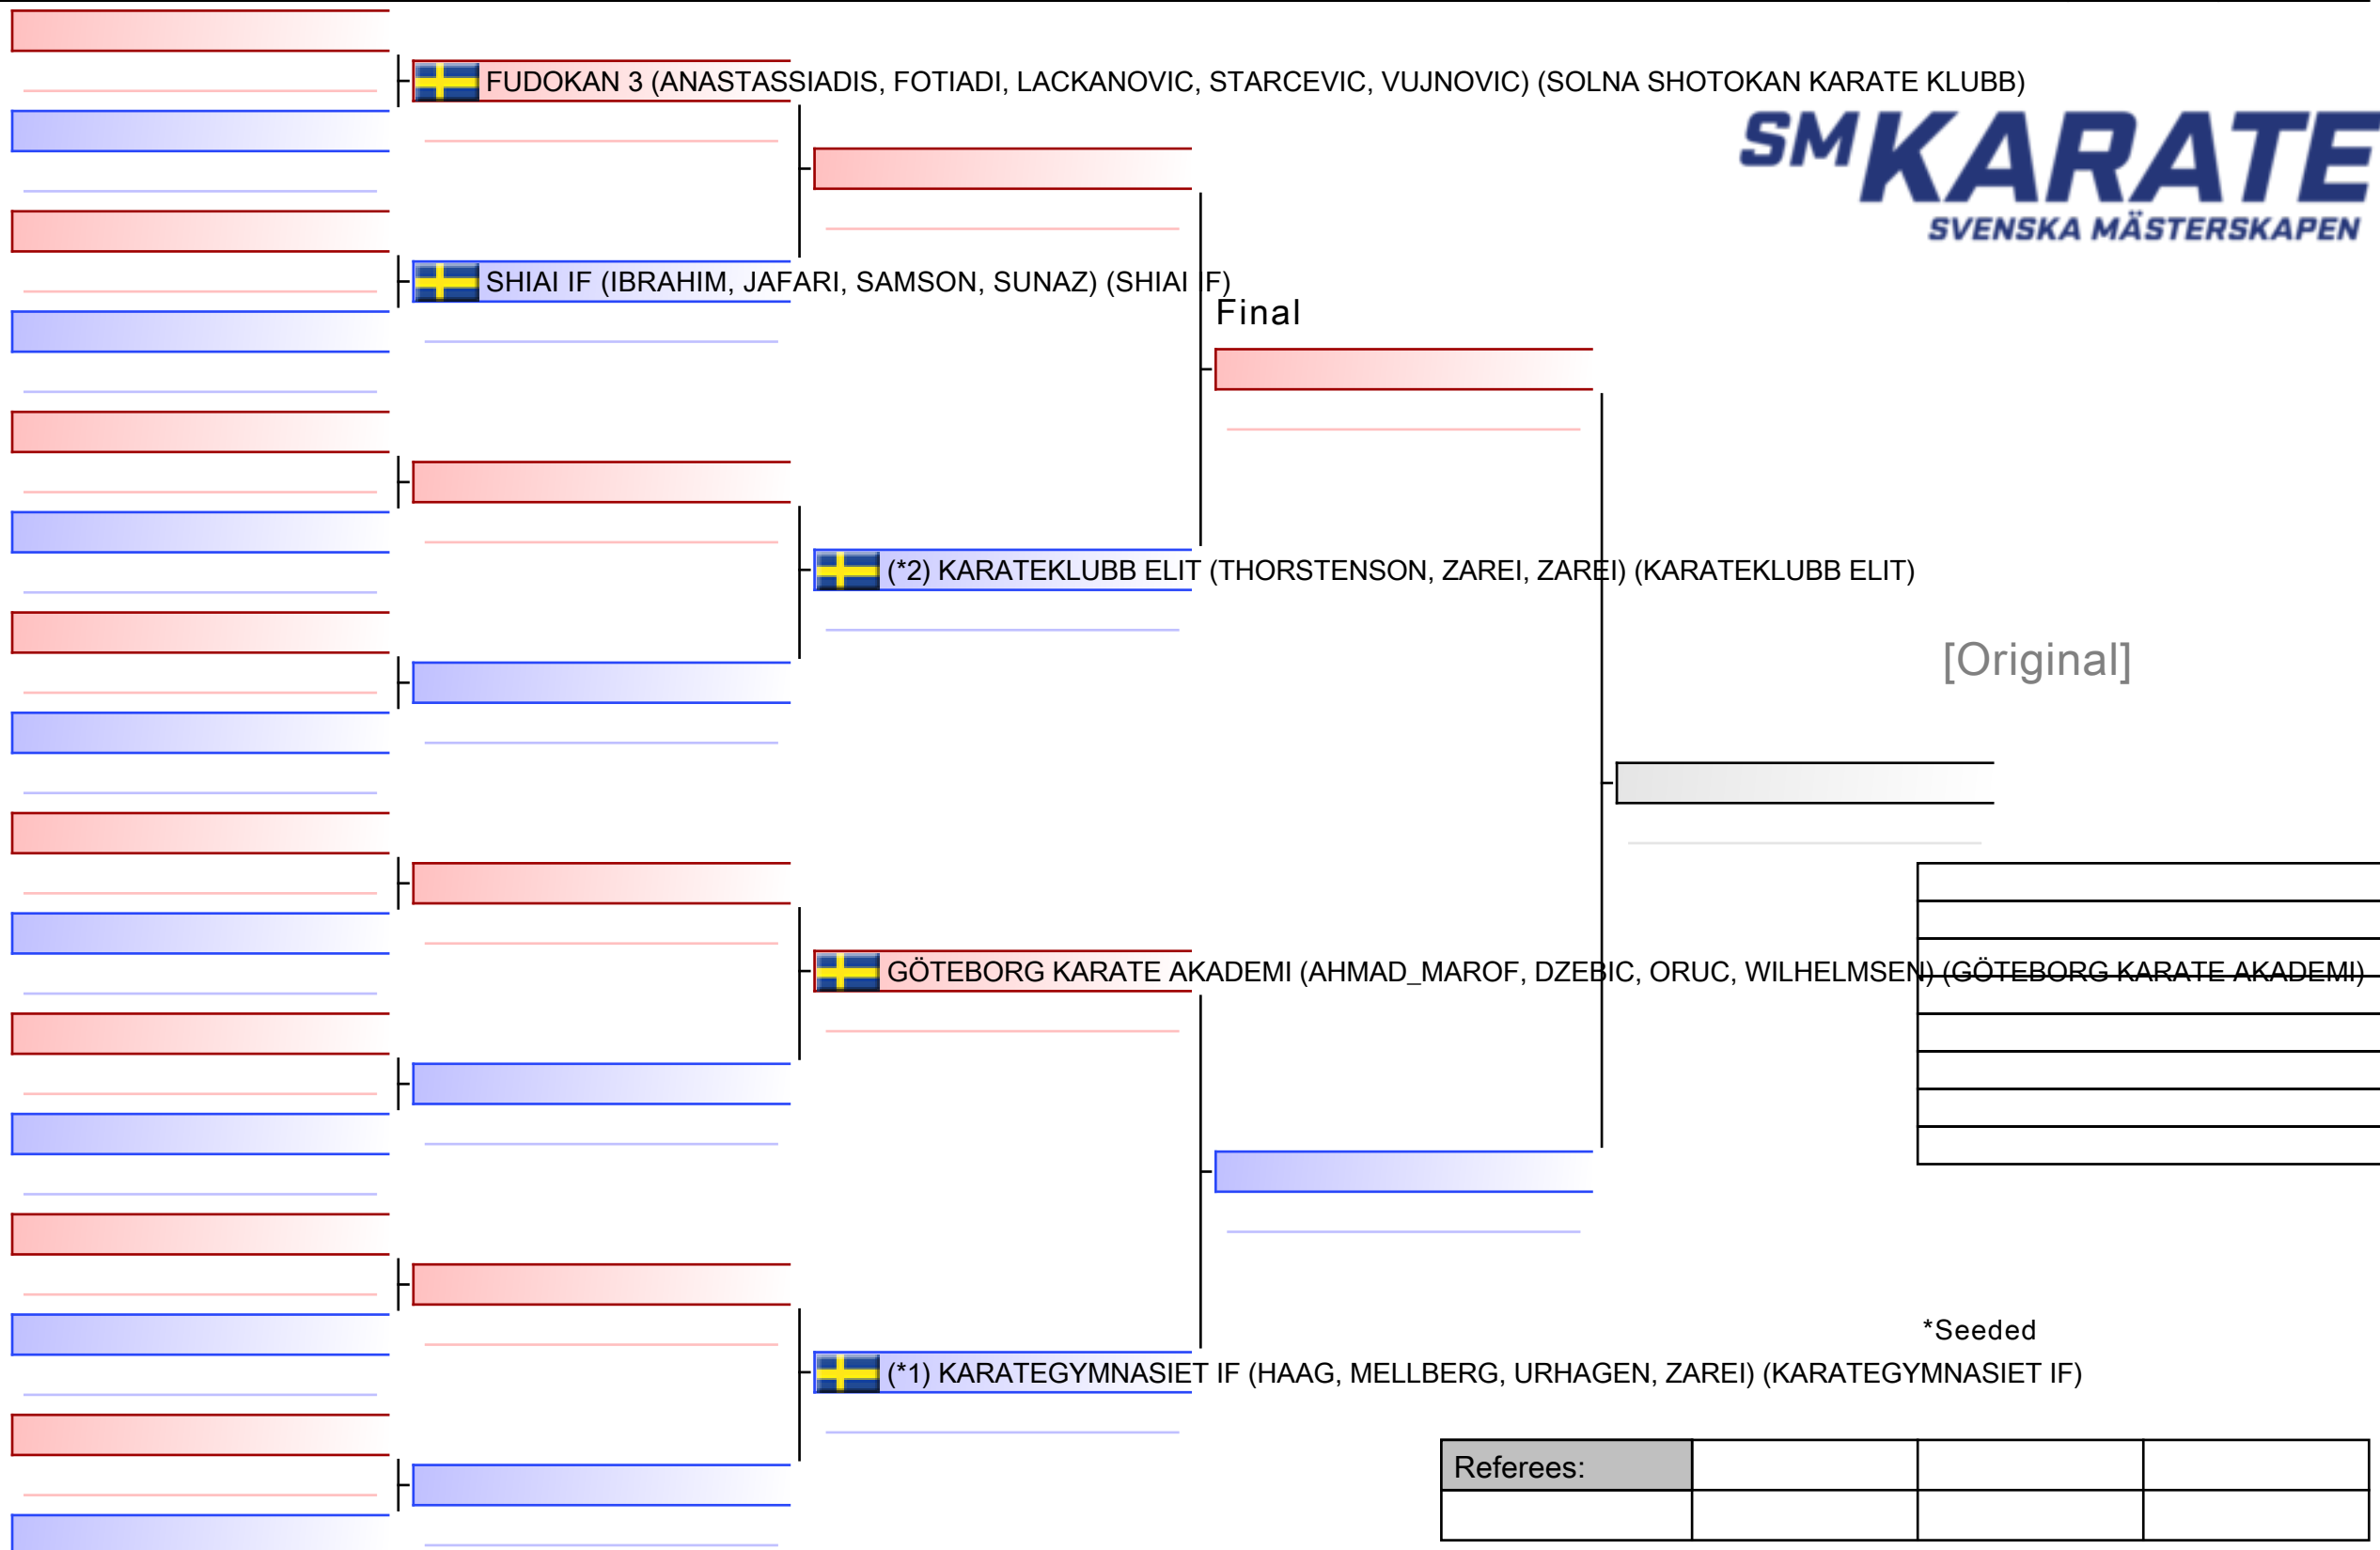 FUDOKAN 3 (ANASTASSIADIS, FOTIADI, LACKANOVIC, STARCEVIC, VUJNOVIC) (SOLNA SHOTOKAN KARATE KLUBB)
SM KARATE
SVENSKA MÄSTERSKAPEN
SHIAI IF (IBRAHIM, JAFARI, SAMSON, SUNAZ) (SHIAI IF)
Final
(*2) KARATEKLUBB ELIT (THORSTENSON, ZAREI, ZAREI) (KARATEKLUBB ELIT)
[Original]
GÖTEBORG KARATE AKADEMI (AHMAD_MAROF, DZEBIC, ORUC, WILHELMSEN) (GÖTEBORG KARATE AKADEMI)
*Seeded
(*1) KARATEGYMNASIET IF (HAAG, MELLBERG, URHAGEN, ZAREI) (KARATEGYMNASIET IF)
Referees: